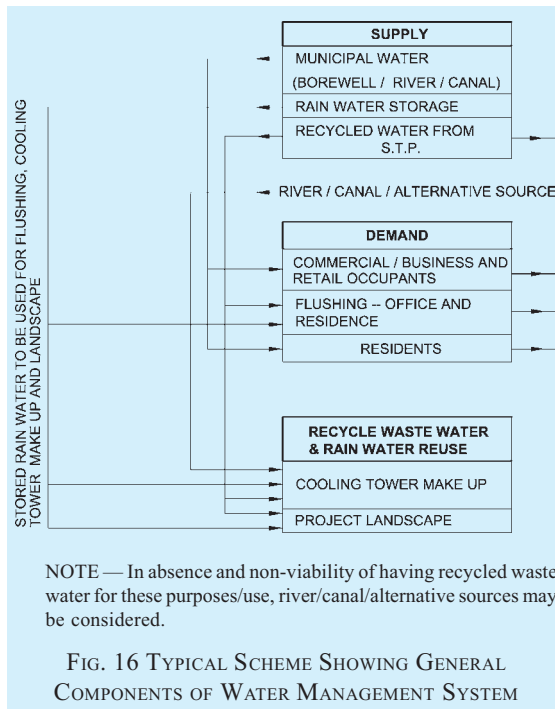 SUPPLY
MUNICIPAL WATER
(BOREWELL / RIVER / CANAL)
RAIN WATER STORAGE
RECYCLED WATER FROM
S.T.P.
RIVER / CANAL / ALTERNATIVE SOURCE
STORED RAIN WATER TO BE USED FOR FLUSHING, COOLING
TOWER MAKE UP AND LANDSCAPE
DEMAND
COMMERCIAL / BUSINESS AND
RETAIL OCCUPANTS
FLUSHING -- OFFICE AND
RESIDENCE
RESIDENTS
RECYCLE WASTE WATER
& RAIN WATER REUSE
COOLING TOWER MAKE UP
PROJECT LANDSCAPE
NOTE — In absence and non-viability of having recycled waste
water for these purposes/use, river/canal/alternative sources may
be considered.
FIG. 16 TYPICAL SCHEME SHOWING GENERAL
COMPONENTS OF WATER MANAGEMENT SYSTEM